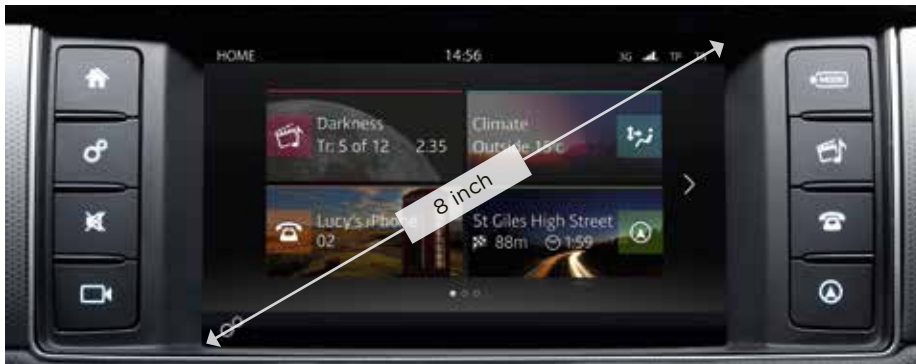 HOME 14:56 3G TP
MODE
Darkness
Tr: 5 of 12 2.35
Climate
Outside 18°c
8 inch
Lucy's iPhone
02
St Giles High Street
88m 1:59